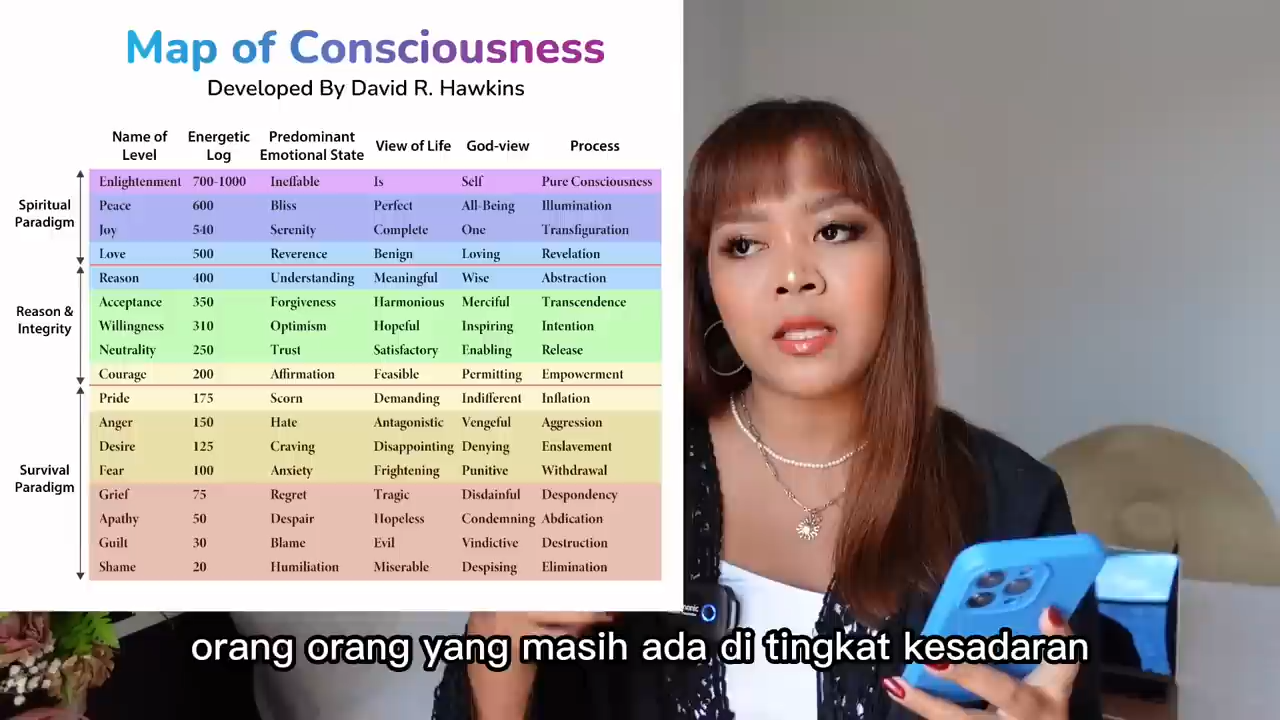 Map of Consciousness
Developed By David R. Hawkins
Name of Level Energetic Log Predominant Emotional State View of Life God-view Process
Spiritual Paradigm
Enlightenment 700-1000 Ineffable Is Self Pure Consciousness
Peace 600 Bliss Perfect All-Being Illumination
Joy 540 Serenity Complete One Transfiguration
Love 500 Reverence Benign Loving Revelation
Reason & Integrity
Reason 400 Understanding Meaningful Wise Abstraction
Acceptance 350 Forgiveness Harmonious Merciful Transcendence
Willingness 310 Optimism Hopeful Inspiring Intention
Neutrality 250 Trust Satisfactory Enabling Release
Courage 200 Affirmation Feasible Permitting Empowerment
Survival Paradigm
Pride 175 Scorn Demanding Indifferent Inflation
Anger 150 Hate Antagonistic Vengeful Aggression
Desire 125 Craving Disappointing Denying Enslavement
Fear 100 Anxiety Frightening Punitive Withdrawal
Grief 75 Regret Tragic Disdainful Despondency
Apathy 50 Despair Hopeless Condemning Abdication
Guilt 30 Blame Evil Vindictive Destruction
Shame 20 Humiliation Miserable Despising Elimination
orang orang yang masih ada di tingkat kesadaran